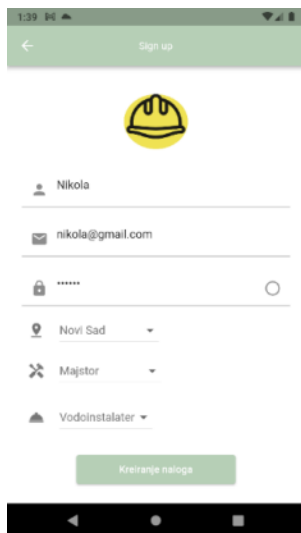 1:39
Sign up
Nikola
nikola@gmail.com
••••••
Novi Sad
Majstor
Vodoinstalater
Kreiranje naloga